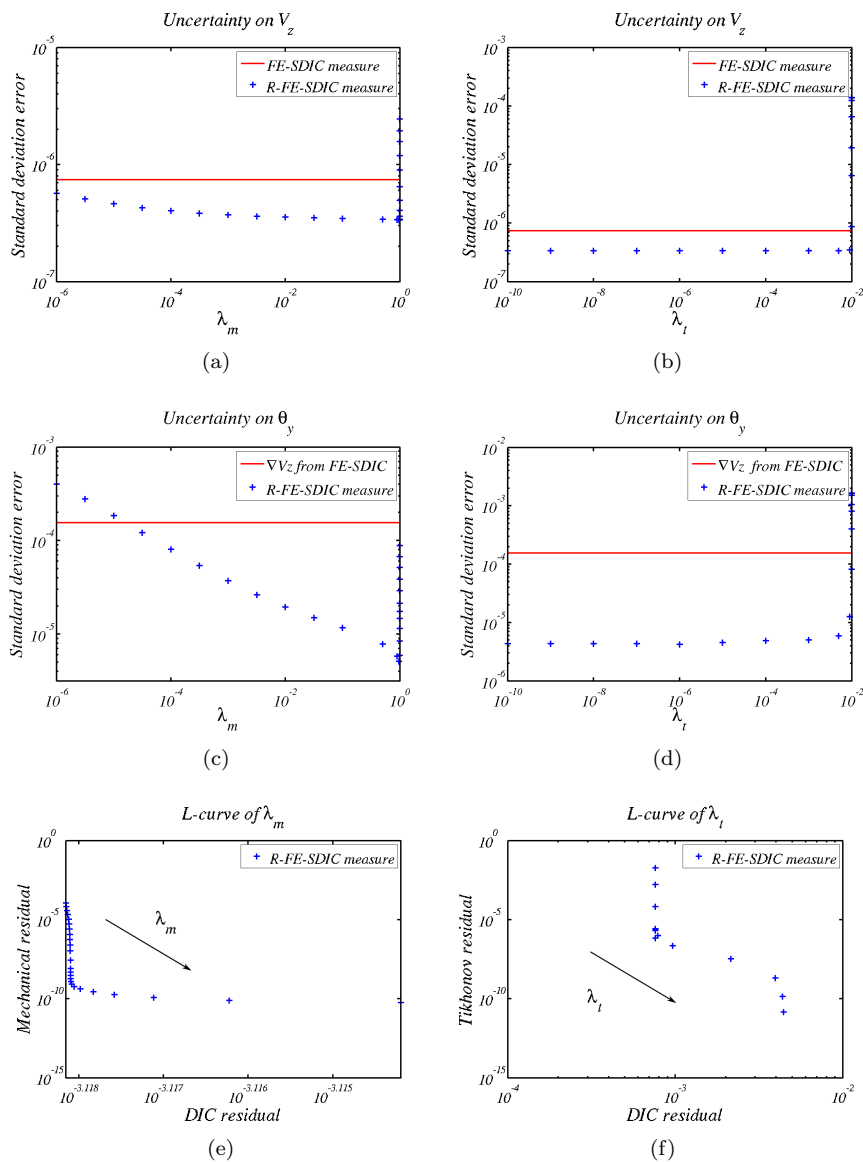 Uncertainty on V_z
10^-5
10^-6
10^-7
Standard deviation error
FE-SDIC measure
R-FE-SDIC measure
10^-6 10^-4 10^-2 10^0
λ_m
(a)
Uncertainty on V_z
10^-3
10^-4
10^-5
10^-6
10^-7
Standard deviation error
FE-SDIC measure
R-FE-SDIC measure
10^-10 10^-8 10^-6 10^-4 10^-2
λ_t
(b)
Uncertainty on θ_y
10^-3
10^-4
10^-5
Standard deviation error
∇Vz from FE-SDIC
R-FE-SDIC measure
10^-6 10^-4 10^-2 10^0
λ_m
(c)
Uncertainty on θ_y
10^-2
10^-3
10^-4
10^-5
10^-6
Standard deviation error
∇Vz from FE-SDIC
R-FE-SDIC measure
10^-10 10^-8 10^-6 10^-4 10^-2
λ_t
(d)
L-curve of λ_m
10^0
10^-5
10^-10
10^-15
Mechanical residual
R-FE-SDIC measure
λ_m
10^-3.118 10^-3.117 10^-3.116 10^-3.115
DIC residual
(e)
L-curve of λ_t
10^0
10^-5
10^-10
10^-15
Tikhonov residual
R-FE-SDIC measure
λ_t
10^-4 10^-3 10^-2
DIC residual
(f)